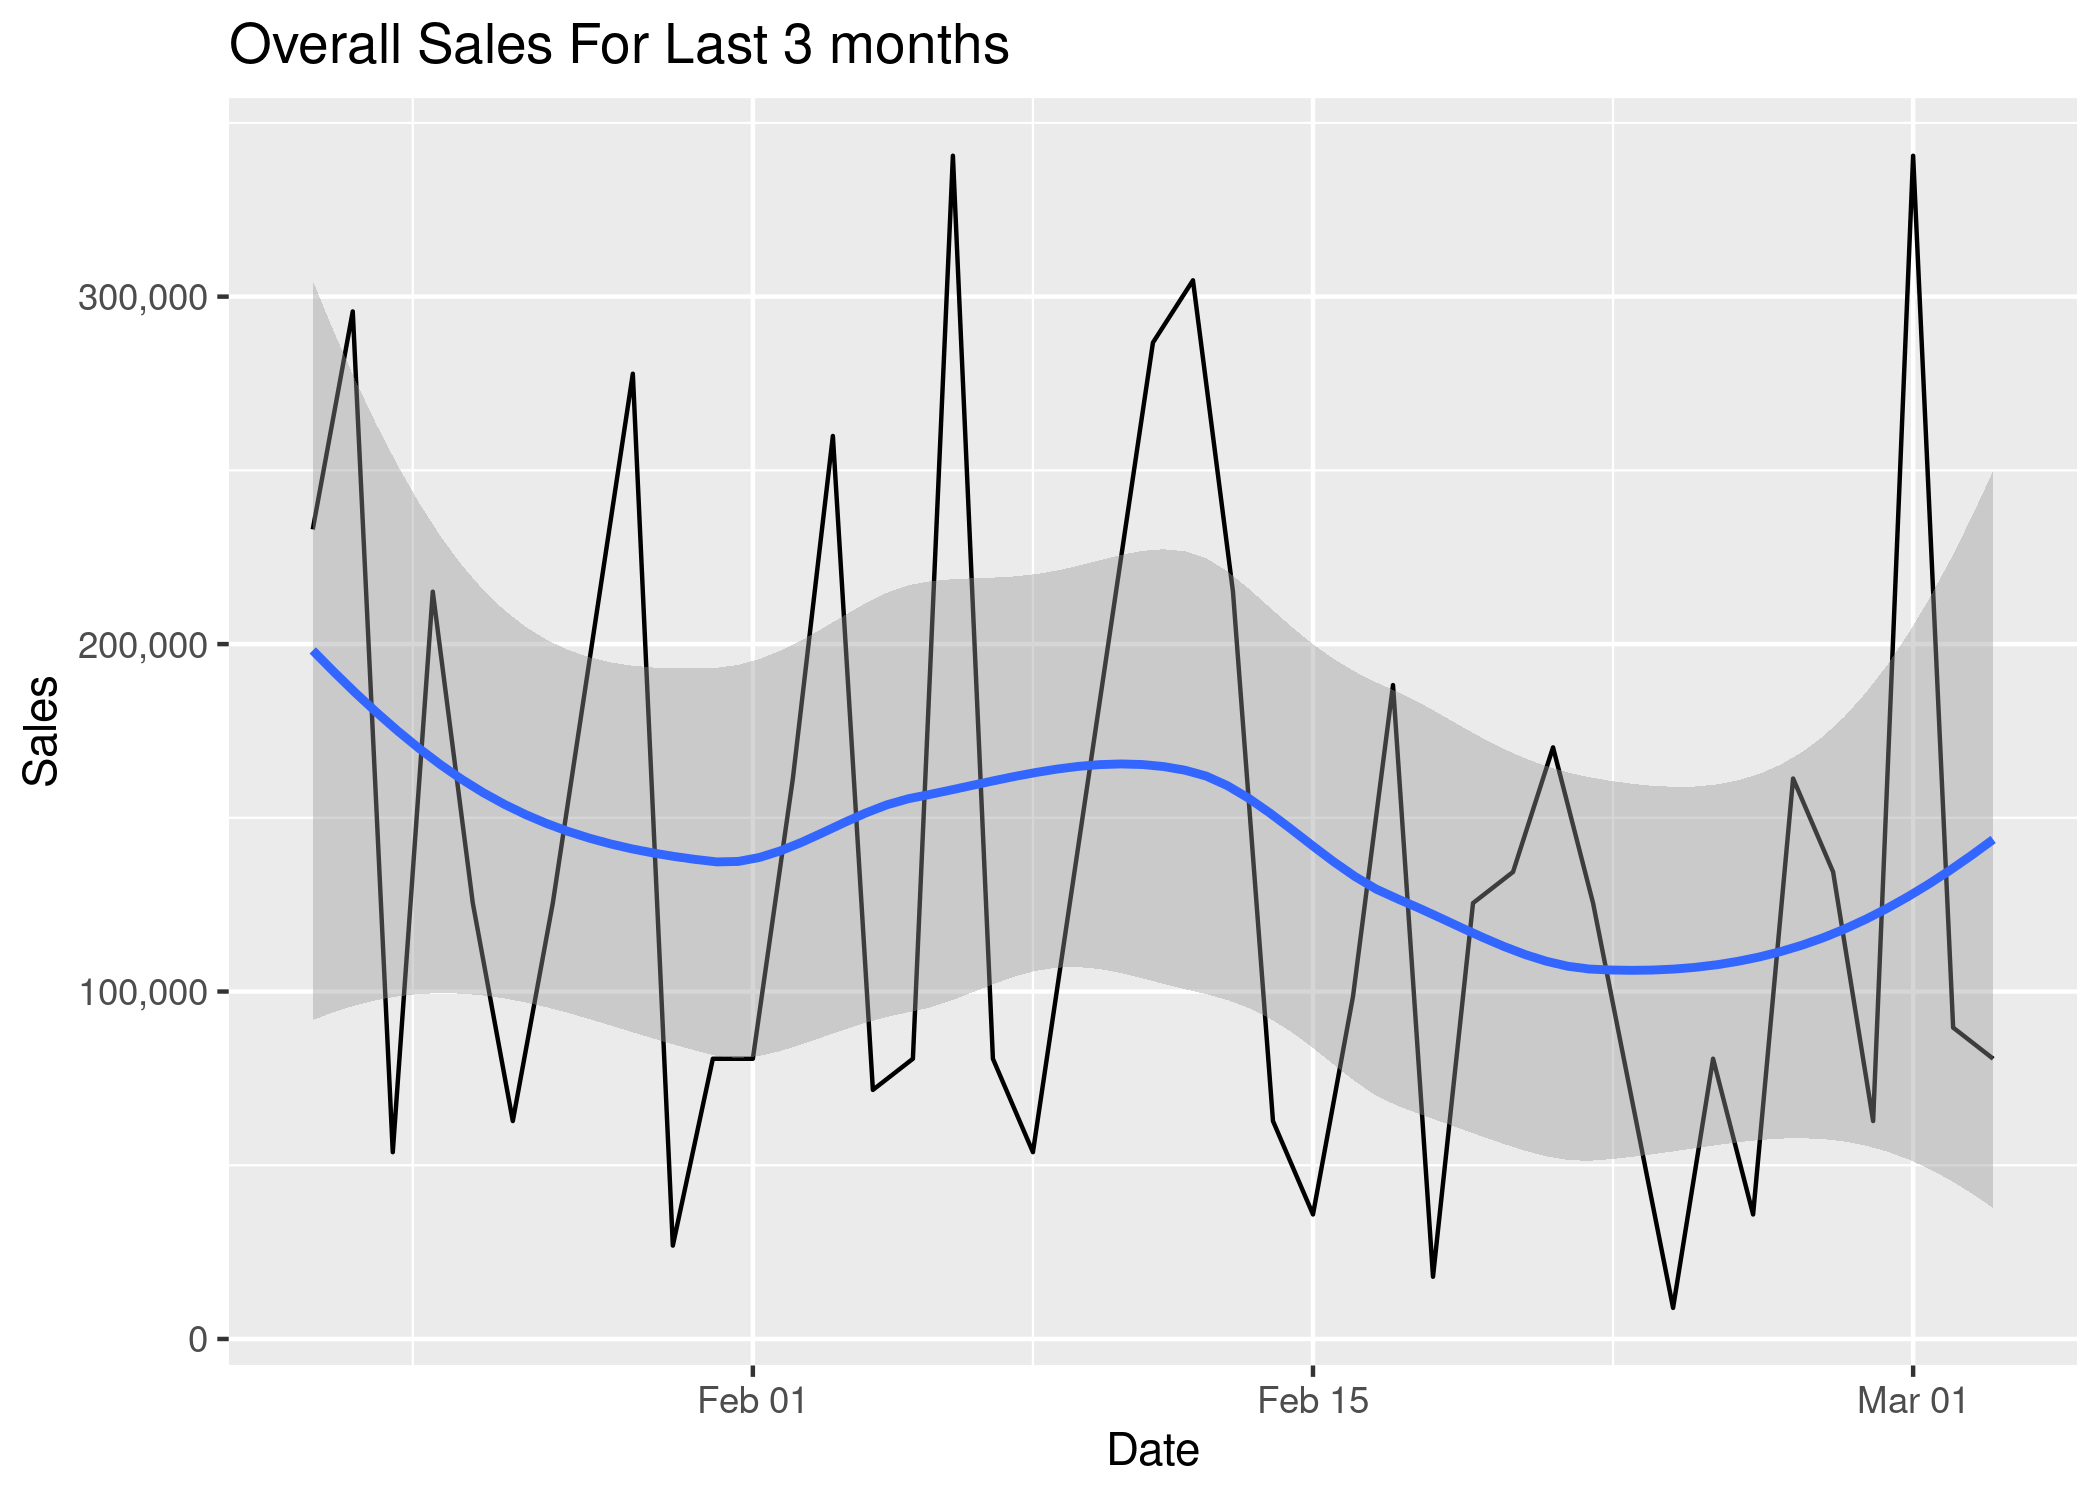 Overall Sales For Last 3 months
Sales
300,000
200,000
100,000
0
Feb 01
Feb 15
Mar 01
Date